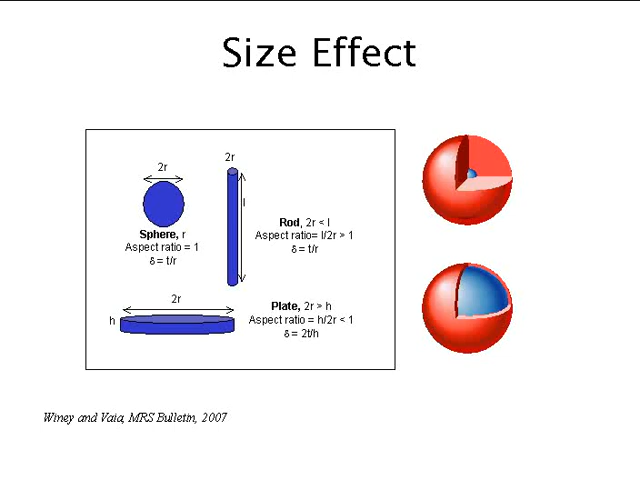 Size Effect
2r
Sphere, r
Aspect ratio = 1
δ = t/r
2r
l
Rod, 2r < l
Aspect ratio= l/2r > 1
δ = t/r
2r
h
Plate, 2r > h
Aspect ratio = h/2r < 1
δ = 2t/h
Winey and Vaia, MRS Bulletin, 2007